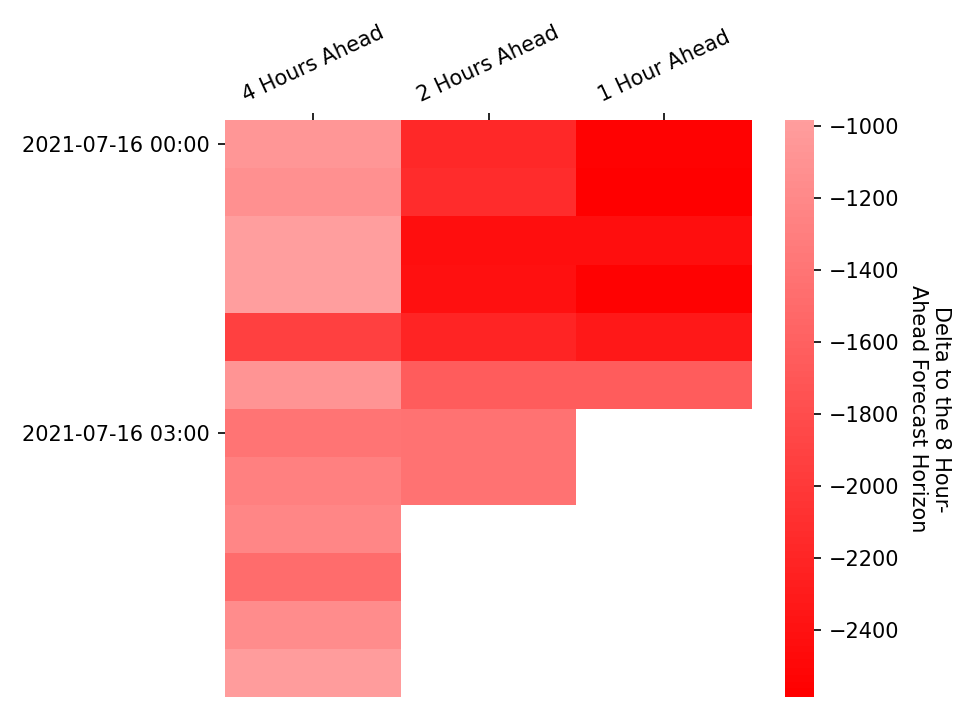 4 Hours Ahead
2 Hours Ahead
1 Hour Ahead
2021-07-16 00:00
2021-07-16 03:00
−1000
−1200
−1400
−1600
−1800
−2000
−2200
−2400
Delta to the 8 Hour-
Ahead Forecast Horizon